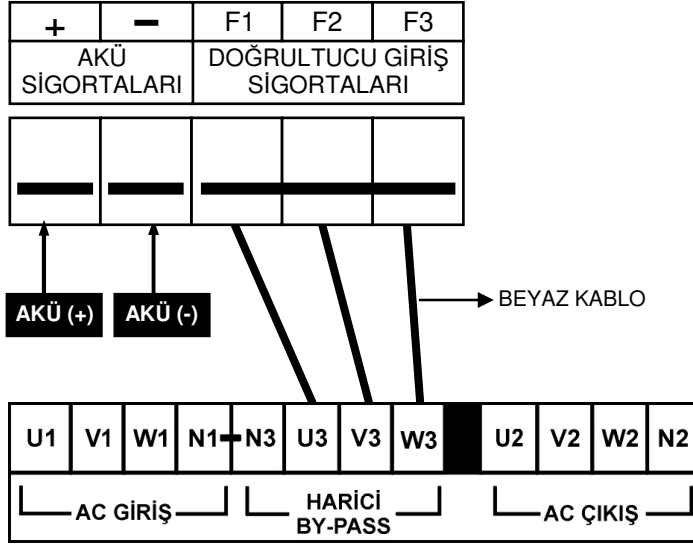 + − F1 F2 F3
AKÜ
SİGORTALARI
DOĞRULTUCU GİRİŞ
SİGORTALARI
AKÜ (+) AKÜ (-)
BEYAZ KABLO
U1 V1 W1 N1 N3 U3 V3 W3 U2 V2 W2 N2
AC GİRİŞ
HARİCİ
BY-PASS
AC ÇIKIŞ